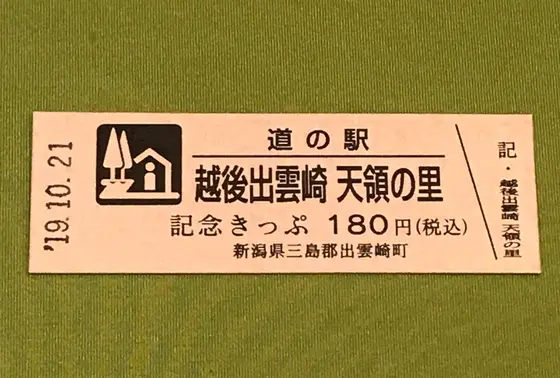 '19.10.21
道の駅
越後出雲崎 天領の里
記念きっぷ 180円(税込)
新潟県三島郡出雲崎町
記・越後出雲崎 天領の里